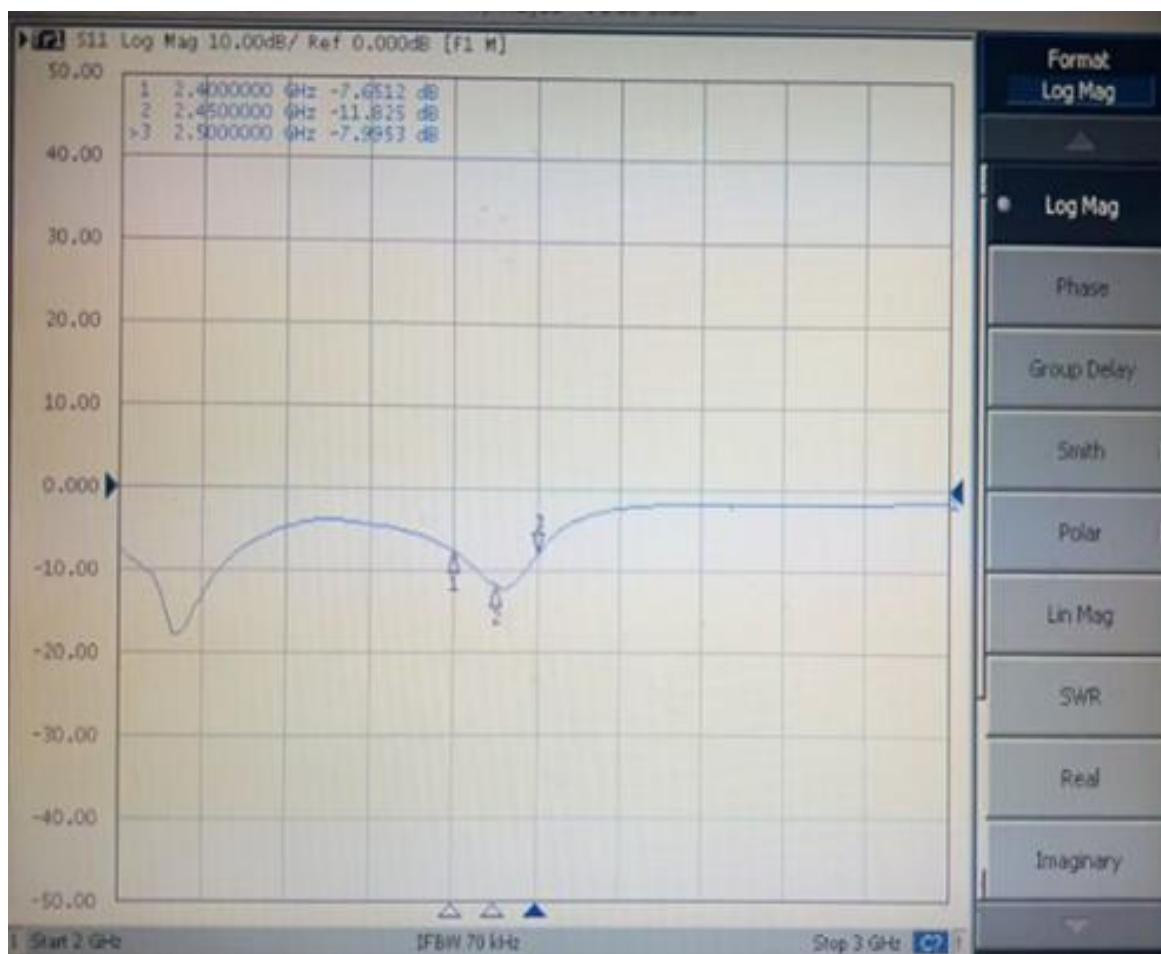 S11 Log Mag 10.00dB/ Ref 0.000dB [F1 M]
50.00
1 2.4000000 GHz -7.6512 dB
2 2.4500000 GHz -11.825 dB
>3 2.5000000 GHz -7.9953 dB
40.00
30.00
20.00
10.00
0.000
-10.00
-20.00
-30.00
-40.00
-50.00
1
2
3
1 Start 2 GHz
IFBW 70 kHz
Stop 3 GHz
C?
Format
Log Mag
Log Mag
Phase
Group Delay
Smith
Polar
Lin Mag
SWR
Real
Imaginary